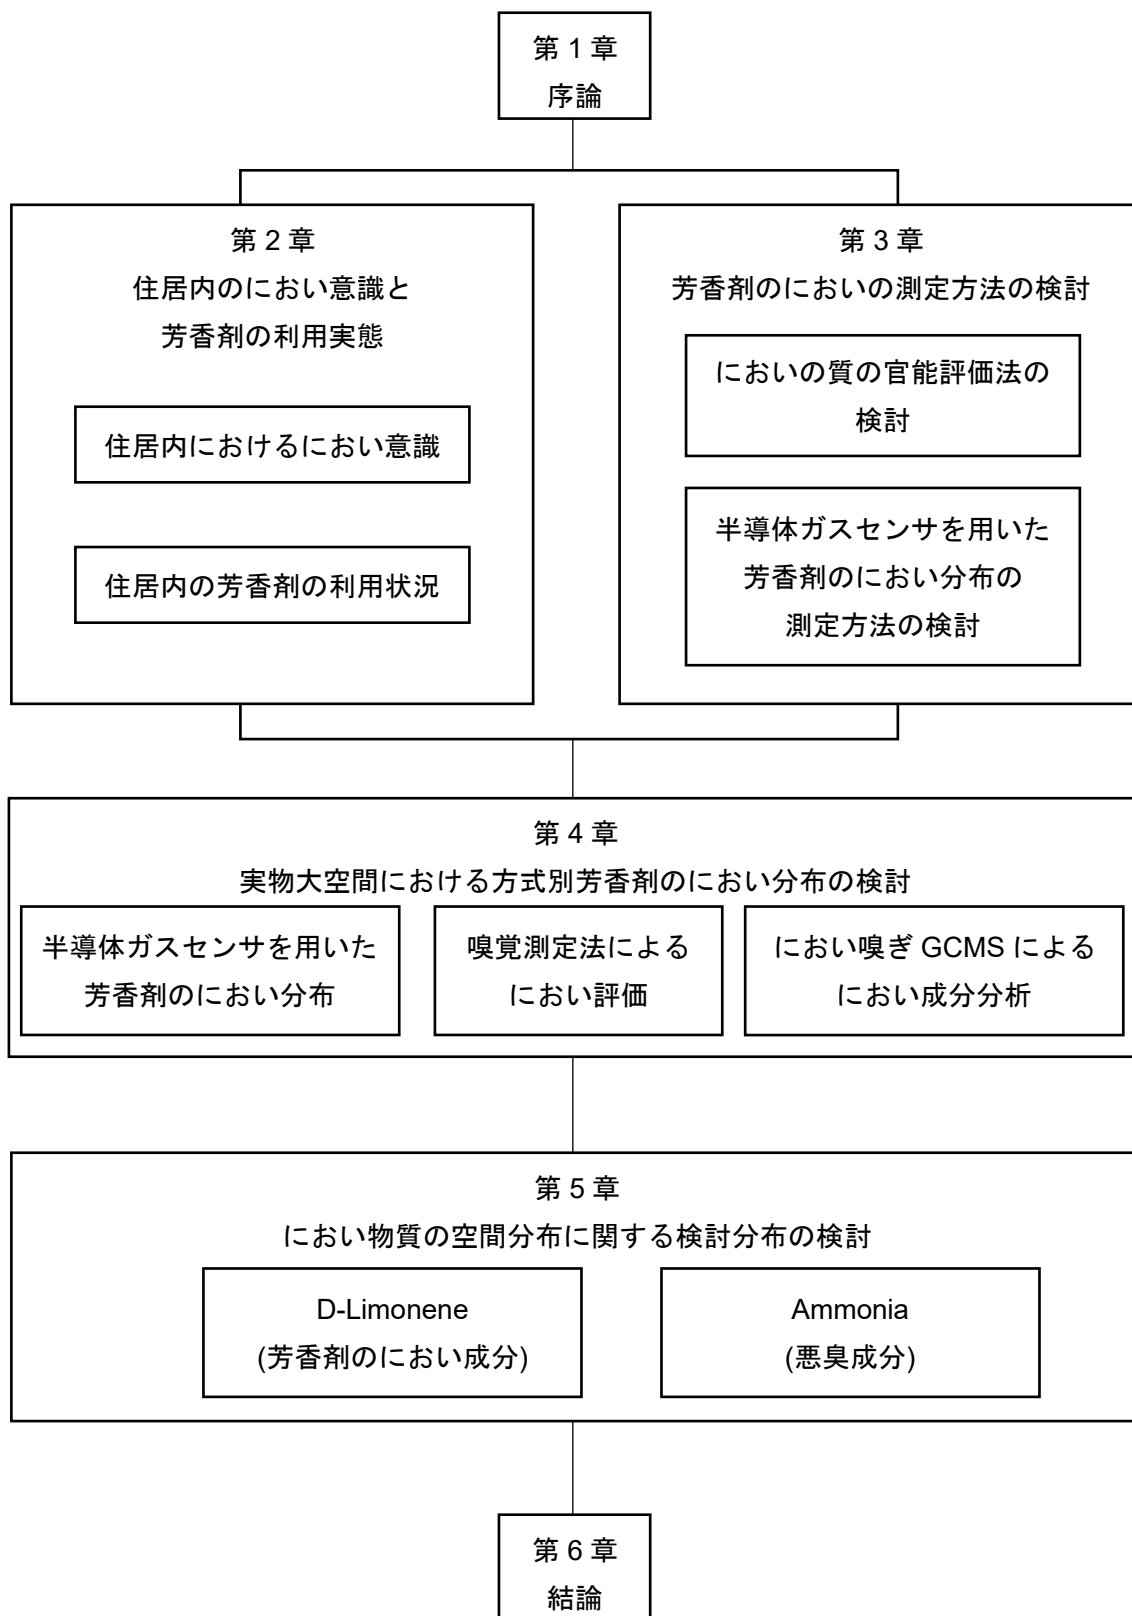 第 1 章
序論
第 2 章
住居内のにおい意識と
芳香剤の利用実態
住居内におけるにおい意識
住居内の芳香剤の利用状況
第 3 章
芳香剤のにおいの測定方法の検討
においの質の官能評価法の
検討
半導体ガスセンサを用いた
芳香剤のにおい分布の
測定方法の検討
第 4 章
実物大空間における方式別芳香剤のにおい分布の検討
半導体ガスセンサを用いた
芳香剤のにおい分布
嗅覚測定法による
におい評価
におい嗅ぎ GCMS による
におい成分分析
第 5 章
におい物質の空間分布に関する検討分布の検討
D-Limonene
(芳香剤のにおい成分)
Ammonia
(悪臭成分)
第 6 章
結論